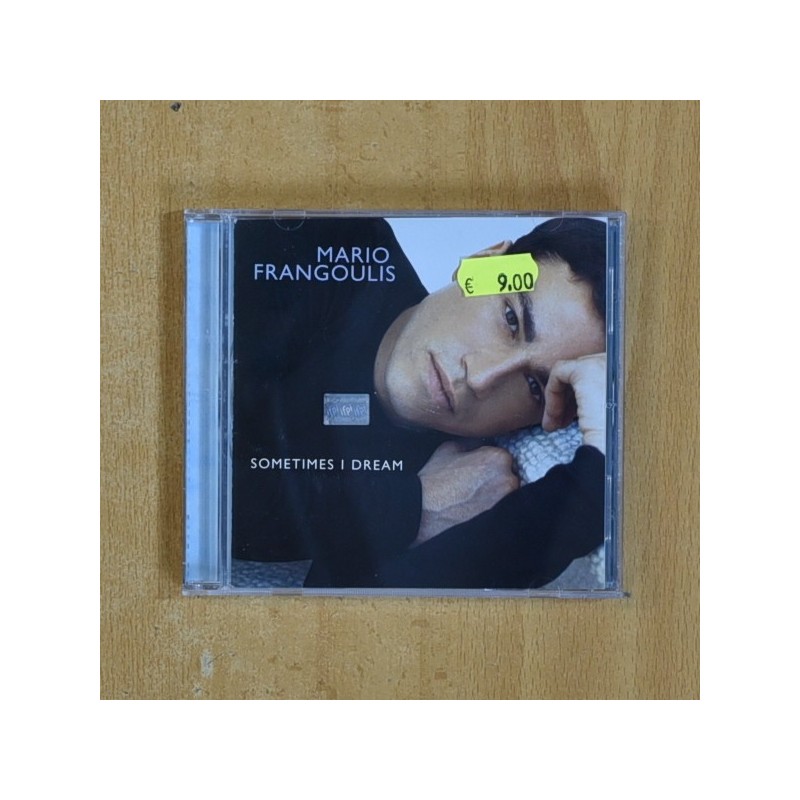 MARIO
FRANGOULIS
€ 9.00
SOMETIMES I DREAM